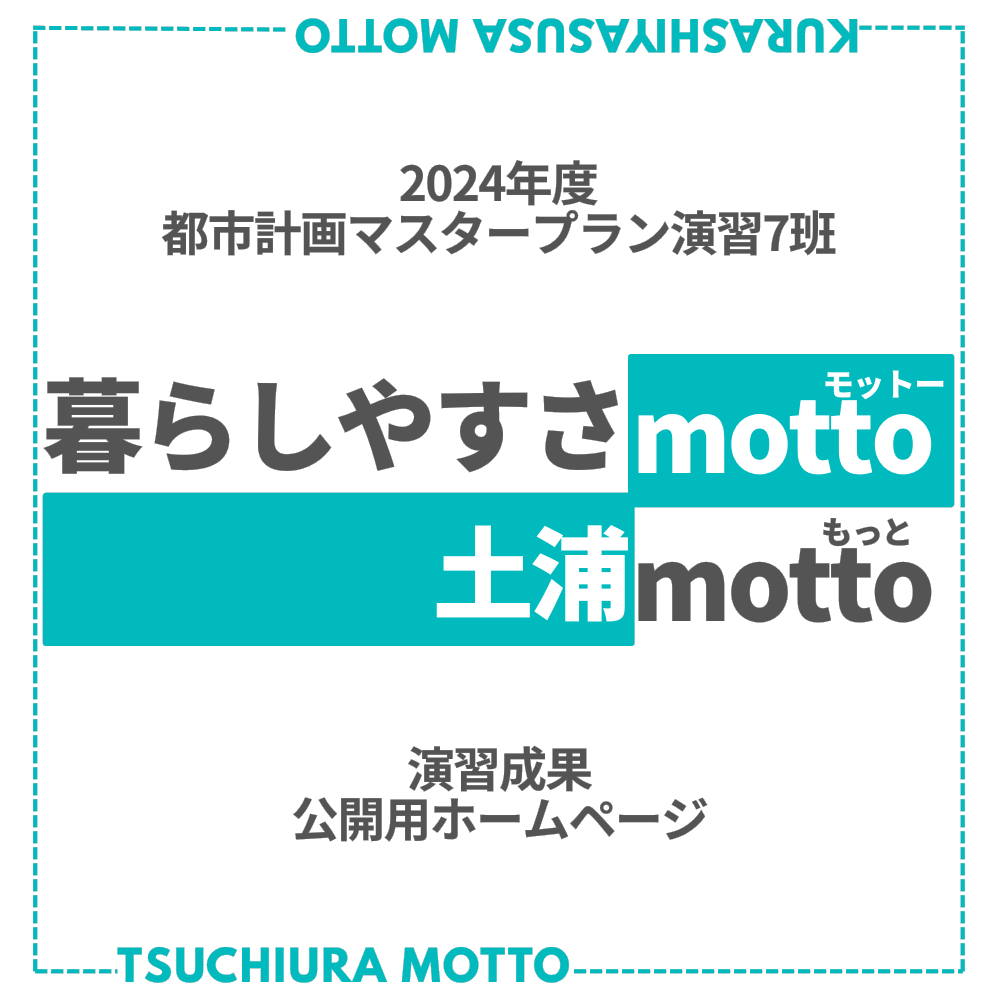 KURASHIYASUSA MOTTO
2024年度
都市計画マスタープラン演習7班
モットー
暮らしやすさmotto
もっと
土浦motto
演習成果
公開用ホームページ
TSUCHIURA MOTTO